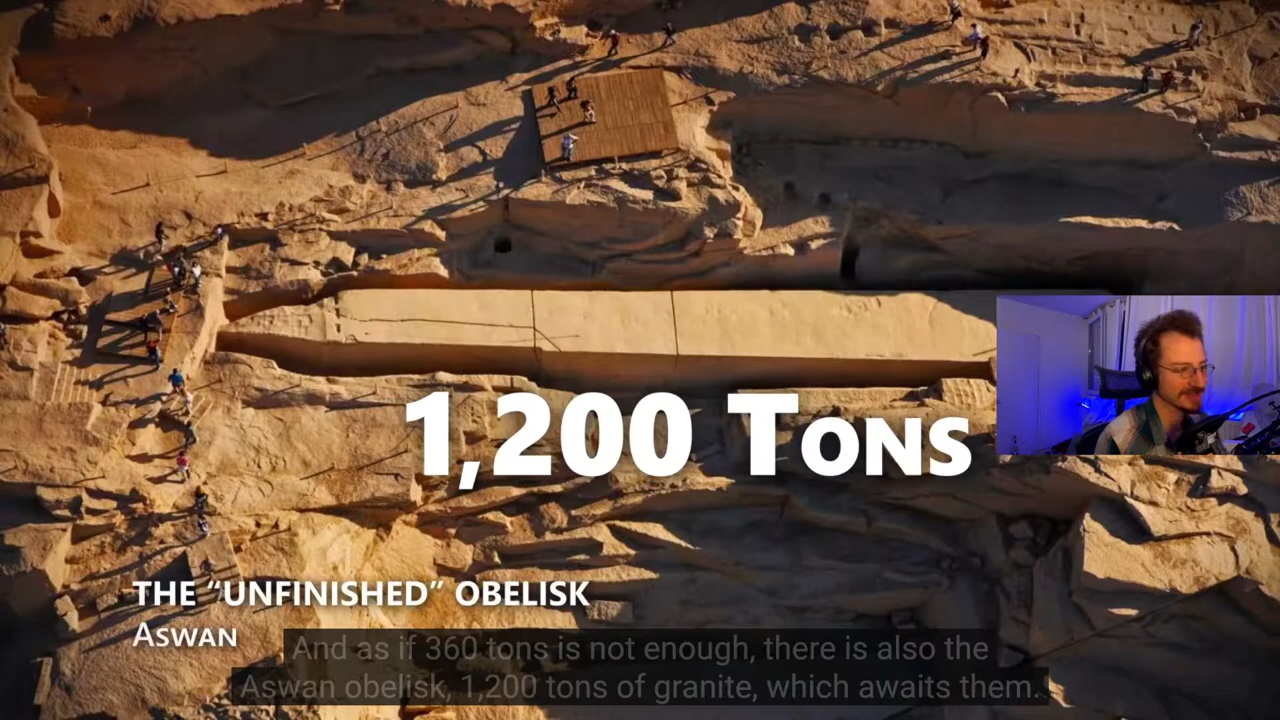 1,200 TONS
THE “UNFINISHED” OBELISK
ASWAN
And as if 360 tons is not enough, there is also the
Aswan obelisk, 1,200 tons of granite, which awaits them.